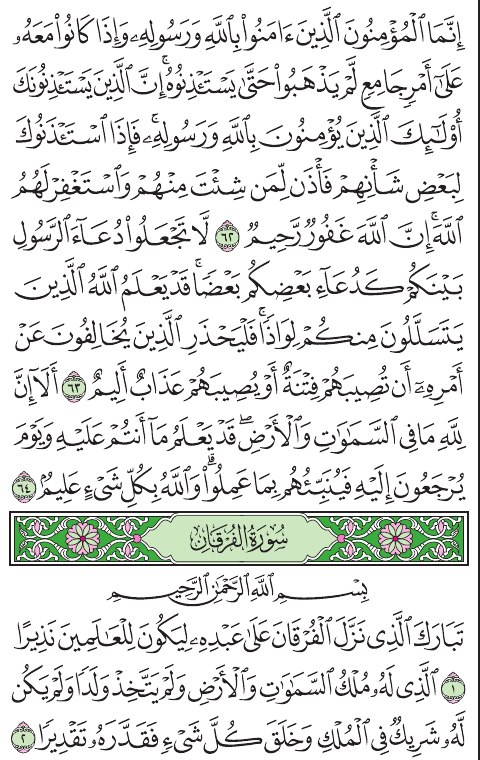 إِنَّمَا ٱلْمُؤْمِنُونَ ٱلَّذِينَ ءَامَنُوا۟ بِٱللَّهِ وَرَسُولِهِۦ وَإِذَا كَانُوا۟ مَعَهُۥ
عَلَىٰٓ أَمْرٍ جَامِعٍ لَّمْ يَذْهَبُوا۟ حَتَّىٰ يَسْتَـْٔذِنُوهُ ۚ إِنَّ ٱلَّذِينَ يَسْتَـْٔذِنُونَكَ
أُو۟لَـٰٓئِكَ ٱلَّذِينَ يُؤْمِنُونَ بِٱللَّهِ وَرَسُولِهِۦ ۚ فَإِذَا ٱسْتَـْٔذَنُوكَ
لِبَعْضِ شَأْنِهِمْ فَأْذَن لِّمَن شِئْتَ مِنْهُمْ وَٱسْتَغْفِرْ لَهُمُ
ٱللَّهَ ۚ إِنَّ ٱللَّهَ غَفُورٌ رَّحِيمٌ ٦٢ لَّا تَجْعَلُوا۟ دُعَآءَ ٱلرَّسُولِ
بَيْنَكُمْ كَدُعَآءِ بَعْضِكُم بَعْضًا ۚ قَدْ يَعْلَمُ ٱللَّهُ ٱلَّذِينَ
يَتَسَلَّلُونَ مِنكُمْ لِوَاذًا ۚ فَلْيَحْذَرِ ٱلَّذِينَ يُخَالِفُونَ عَنْ
أَمْرِهِۦٓ أَن تُصِيبَهُمْ فِتْنَةٌ أَوْ يُصِيبَهُمْ عَذَابٌ أَلِيمٌ ٦٣ أَلَآ إِنَّ
لِلَّهِ مَا فِى ٱلسَّمَـٰوَٰتِ وَٱلْأَرْضِ ۖ قَدْ يَعْلَمُ مَآ أَنتُمْ عَلَيْهِ وَيَوْمَ
يُرْجَعُونَ إِلَيْهِ فَيُنَبِّئُهُم بِمَا عَمِلُوا۟ ۗ وَٱللَّهُ بِكُلِّ شَىْءٍ عَلِيمٌۢ ٦٤
سُورَةُ الفُرْقَان
بِسْمِ ٱللَّهِ ٱلرَّحْمَـٰنِ ٱلرَّحِيمِ
تَبَارَكَ ٱلَّذِى نَزَّلَ ٱلْفُرْقَانَ عَلَىٰ عَبْدِهِۦ لِيَكُونَ لِلْعَـٰلَمِينَ نَذِيرًا
١ ٱلَّذِى لَهُۥ مُلْكُ ٱلسَّمَـٰوَٰتِ وَٱلْأَرْضِ وَلَمْ يَتَّخِذْ وَلَدًا وَلَمْ يَكُن
لَّهُۥ شَرِيكٌ فِى ٱلْمُلْكِ وَخَلَقَ كُلَّ شَىْءٍ فَقَدَّرَهُۥ تَقْدِيرًا ٢